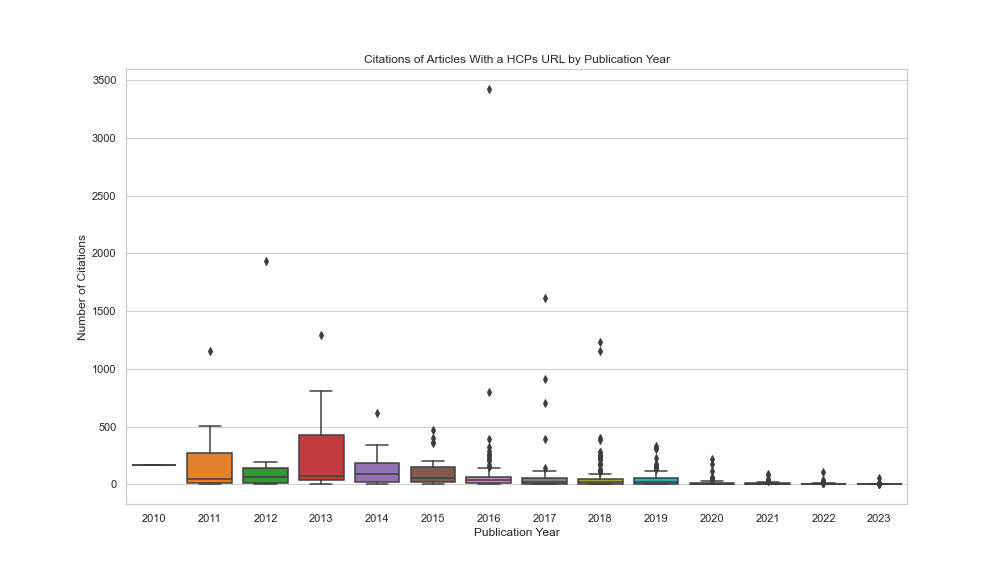 Citations of Articles With a HCPs URL by Publication Year
3500
3000
2500
2000
1500
1000
500
0
Number of Citations
2010 2011 2012 2013 2014 2015 2016 2017 2018 2019 2020 2021 2022 2023
Publication Year